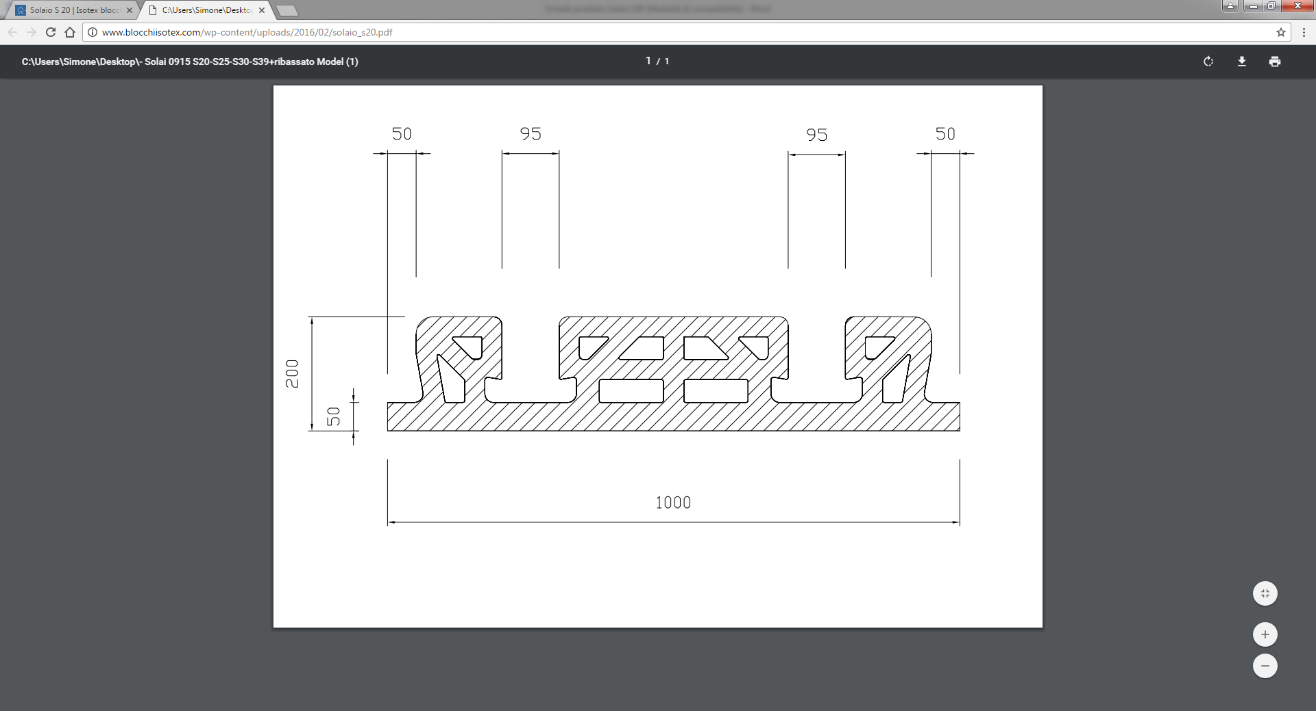 Solaio S 20 | Isotex blocc
C:\Users\Simone\Deskto
www.blocchiisotex.com/wp-content/uploads/2016/02/solaio_s20.pdf
C:\Users\Simone\Desktop\- Solai 0915 S20-S25-S30-S39+ribassato Model (1)
1 / 1
50
95
95
50
200
50
1000